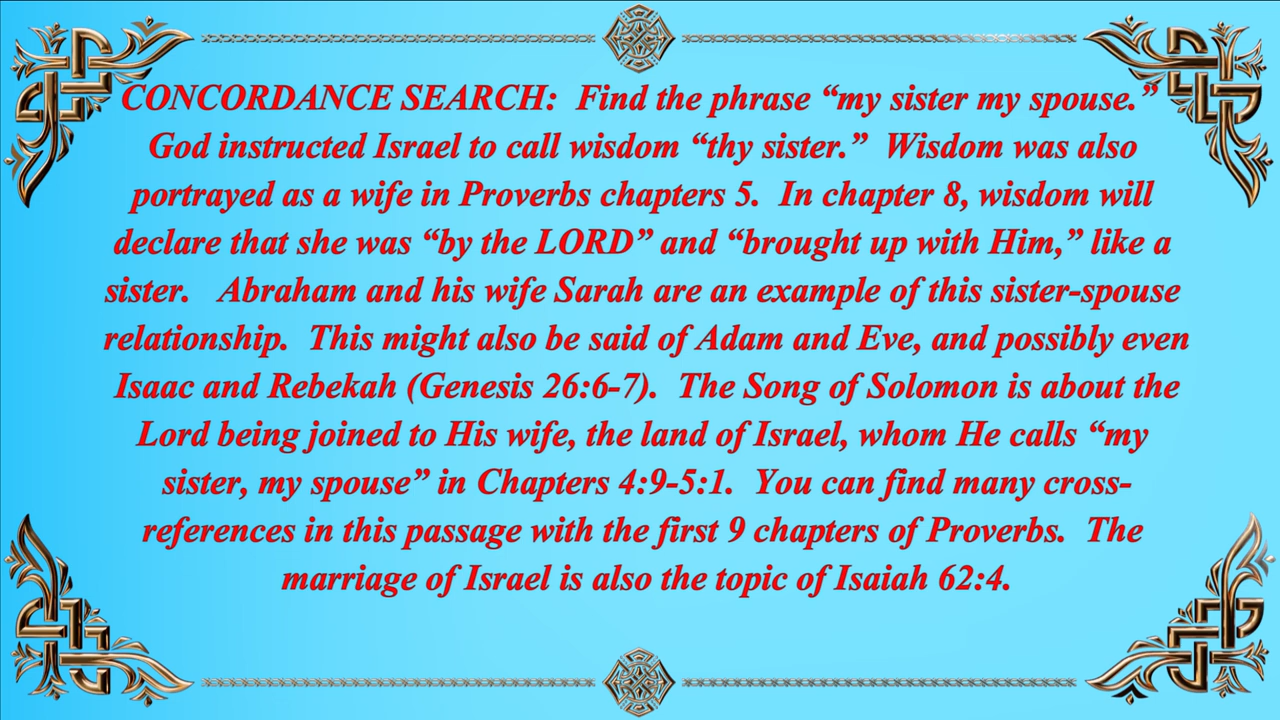 CONCORDANCE SEARCH:  Find the phrase “my sister my spouse.”
God instructed Israel to call wisdom “thy sister.”  Wisdom was also
portrayed as a wife in Proverbs chapters 5.  In chapter 8, wisdom will
declare that she was “by the LORD” and “brought up with Him,” like a
sister.   Abraham and his wife Sarah are an example of this sister-spouse
relationship.  This might also be said of Adam and Eve, and possibly even
Isaac and Rebekah (Genesis 26:6-7).  The Song of Solomon is about the
Lord being joined to His wife, the land of Israel, whom He calls “my
sister, my spouse” in Chapters 4:9-5:1.  You can find many cross-
references in this passage with the first 9 chapters of Proverbs.  The
marriage of Israel is also the topic of Isaiah 62:4.